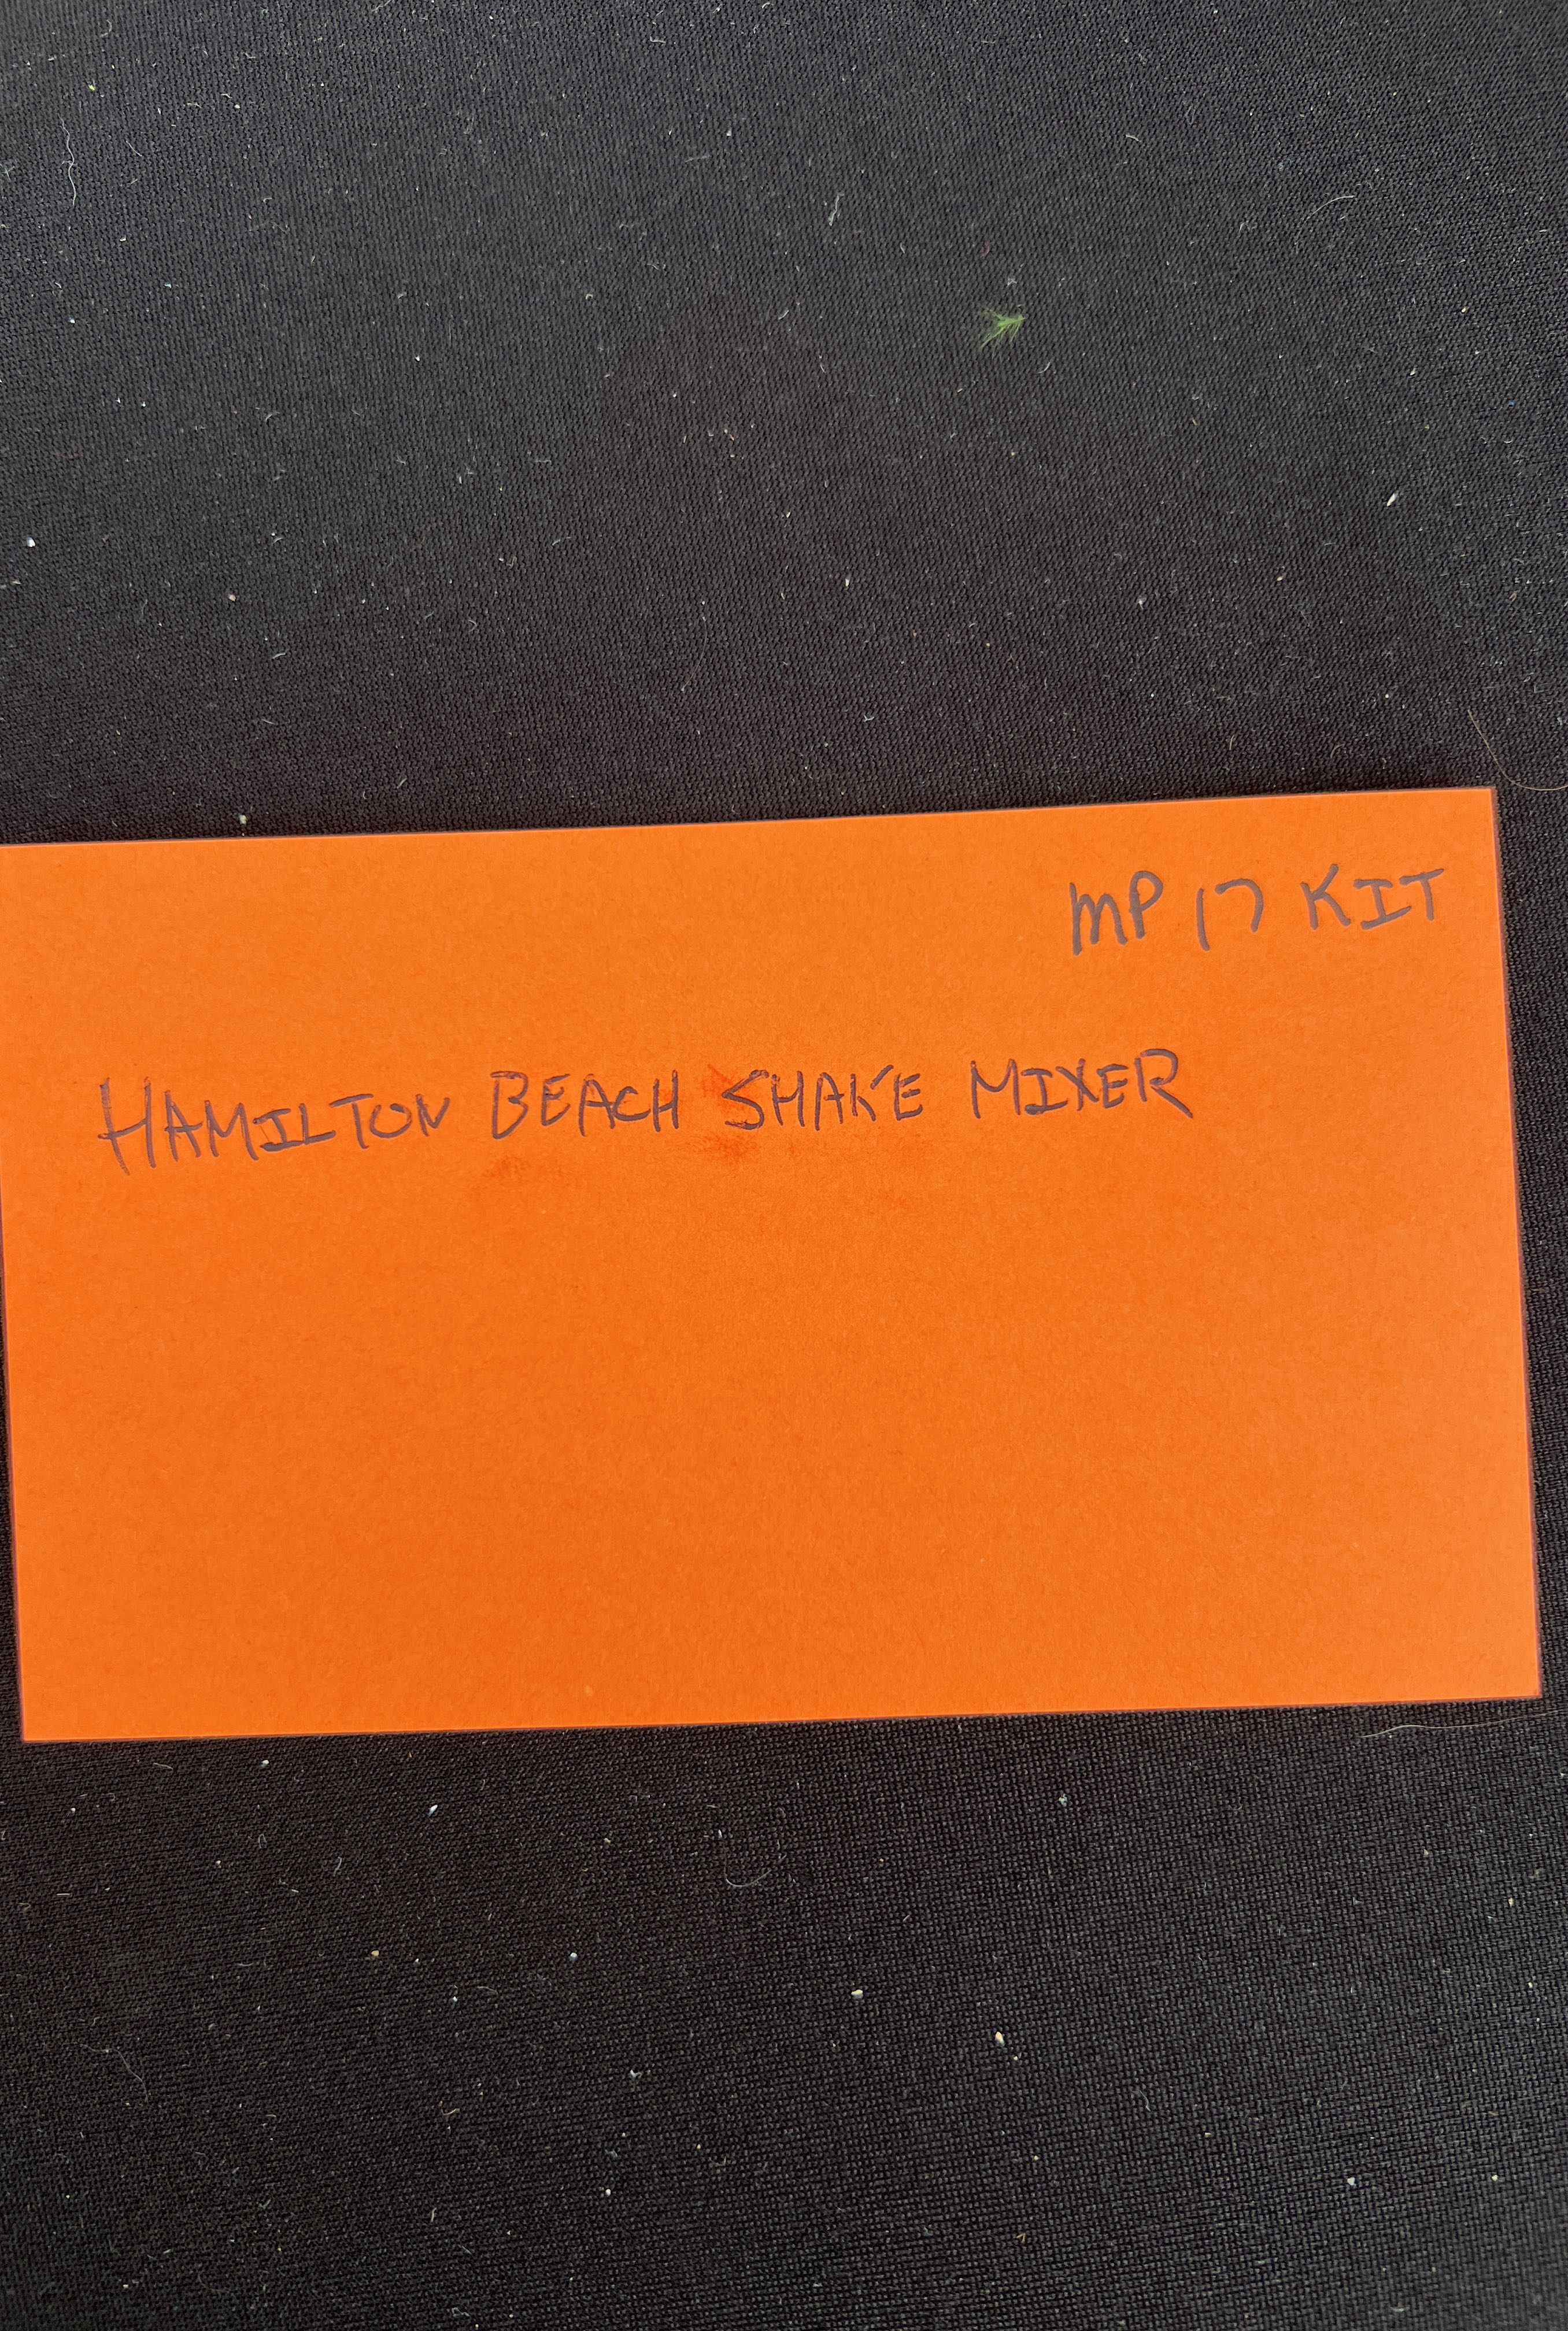 MP 17 KIT
HAMILTON BEACH SHAKE MIXER